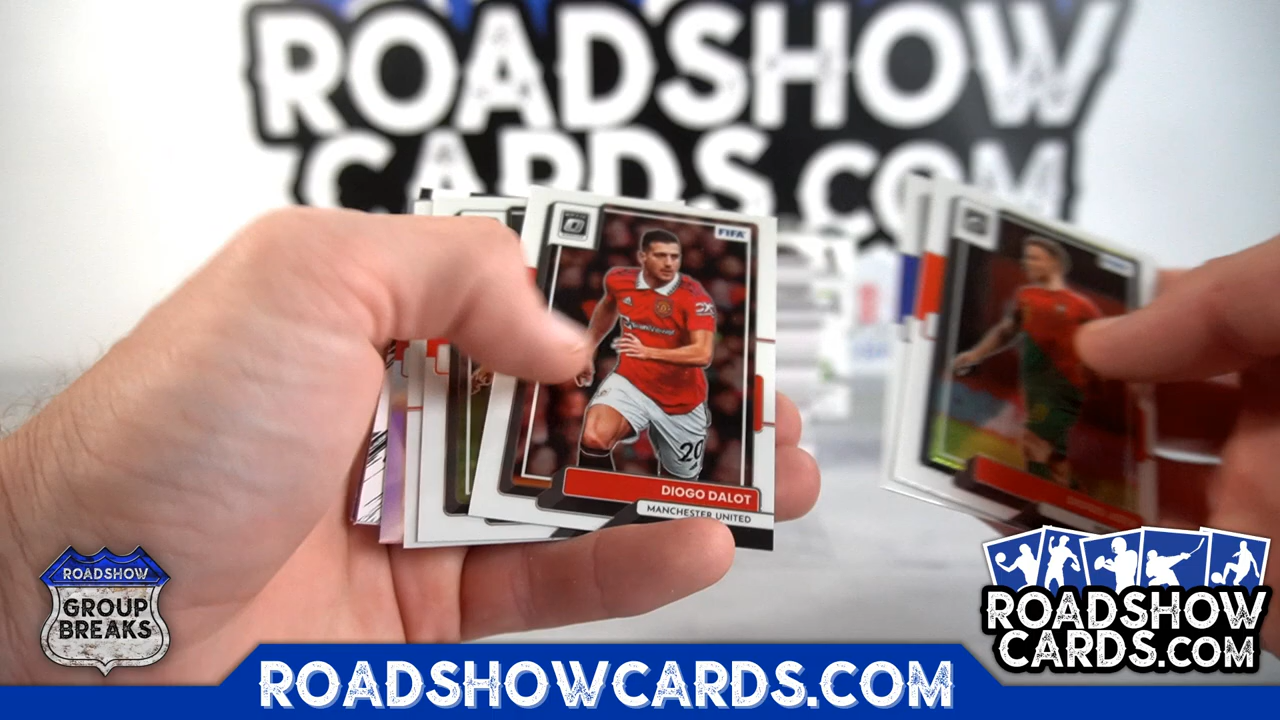 ROADSHOW
CARDS.COM
FIFA
20
DIOGO DALOT
MANCHESTER UNITED
ROADSHOW
GROUP
BREAKS
ROADSHOW
CARDS.COM
ROADSHOWCARDS.COM